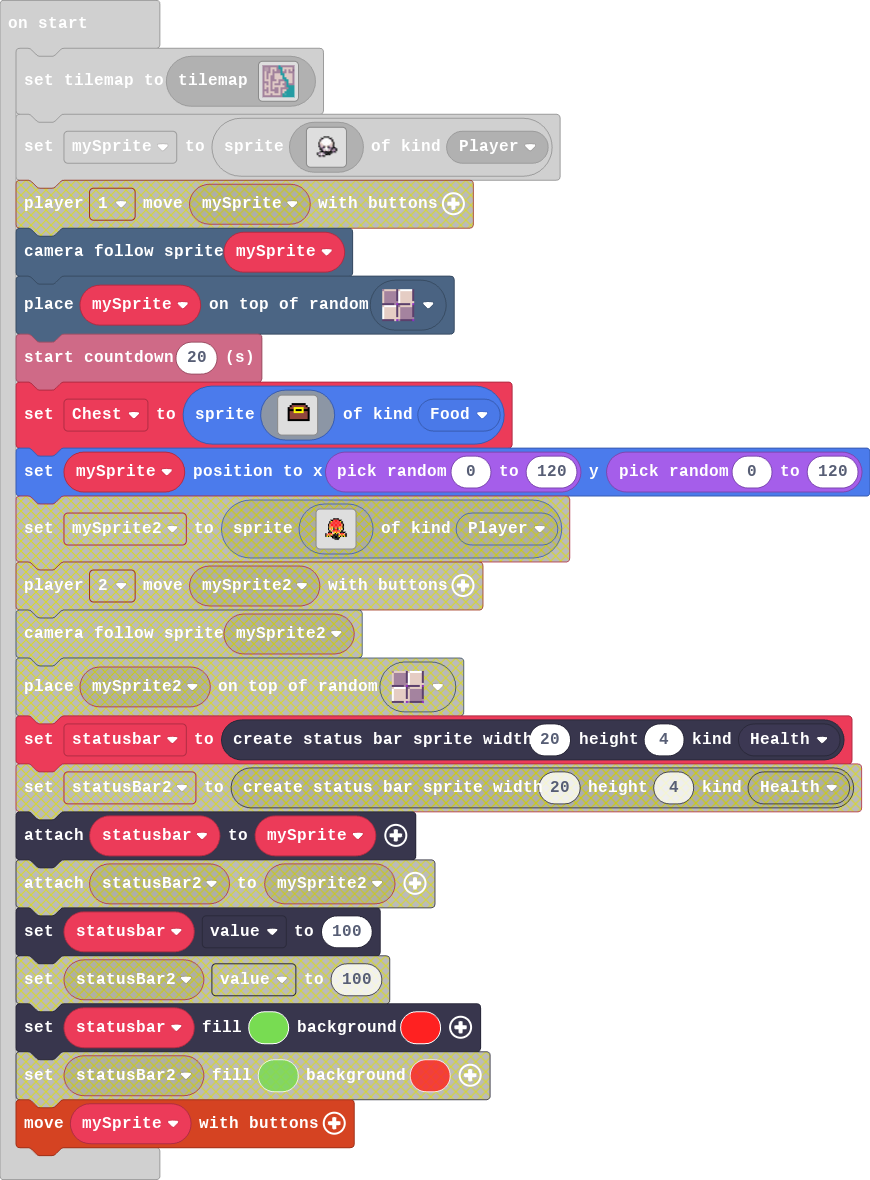 on start
set tilemap to tilemap
set mySprite to sprite of kind Player
player 1 move mySprite with buttons
camera follow sprite mySprite
place mySprite on top of random
start countdown 20 (s)
set Chest to sprite of kind Food
set mySprite position to x pick random 0 to 120 y pick random 0 to 120
set mySprite2 to sprite of kind Player
player 2 move mySprite2 with buttons
camera follow sprite mySprite2
place mySprite2 on top of random
set statusbar to create status bar sprite width 20 height 4 kind Health
set statusBar2 to create status bar sprite width 20 height 4 kind Health
attach statusbar to mySprite
attach statusBar2 to mySprite2
set statusbar value to 100
set statusBar2 value to 100
set statusbar fill background
set statusBar2 fill background
move mySprite with buttons